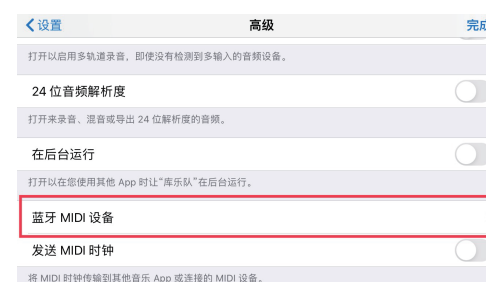 设置
高级
完成
打开以启用多轨道录音，即使没有检测到多输入的音频设备。
24 位音频解析度
打开来录音、混音或导出 24 位解析度的音频。
在后台运行
打开以在您使用其他 App 时让“库乐队”在后台运行。
蓝牙 MIDI 设备
发送 MIDI 时钟
将 MIDI 时钟传输到其他音乐 App 或连接的 MIDI 设备。